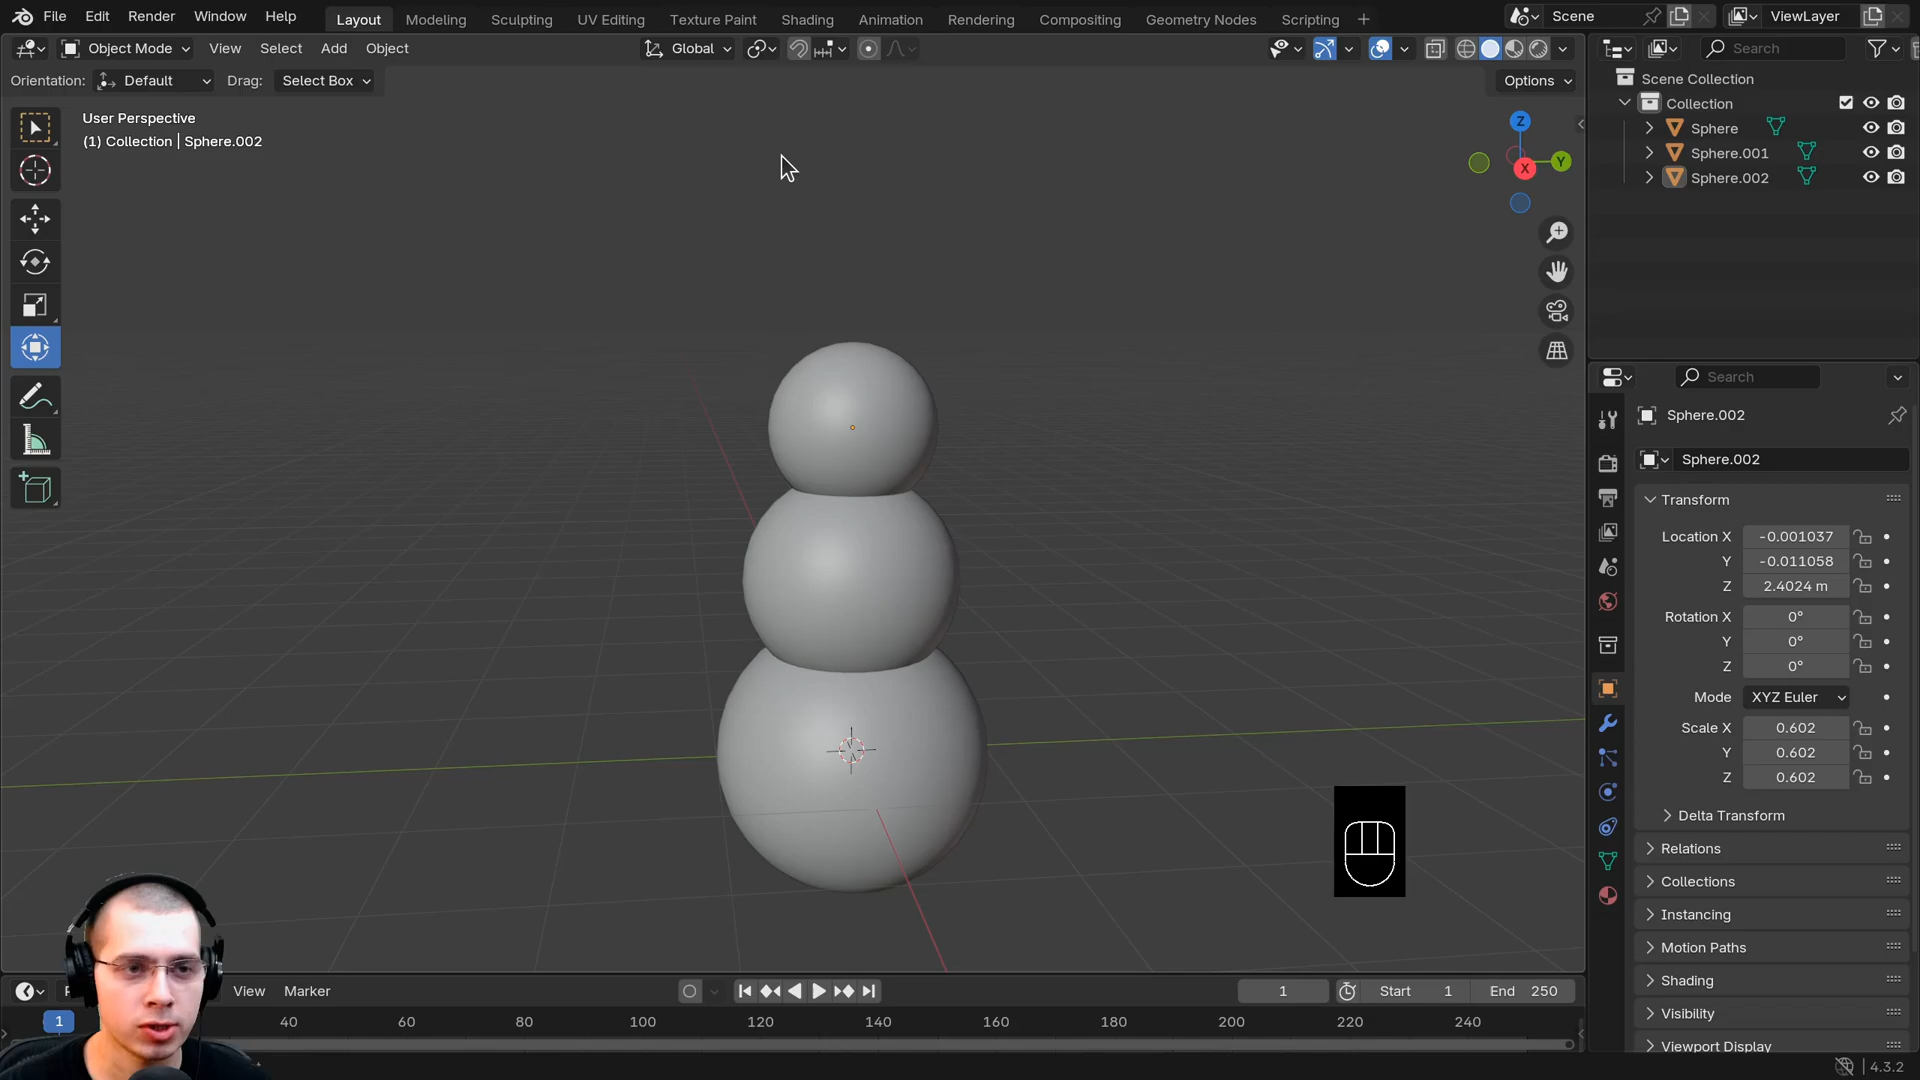 File Edit Render Window Help Layout Modeling Sculpting UV Editing Texture Paint Shading Animation Rendering Compositing Geometry Nodes Scripting Scene ViewLayer
Object Mode View Select Add Object Global Search
Orientation: Default Drag: Select Box Options
User Perspective
(1) Collection | Sphere.002
Z
Y
X
Scene Collection
Collection
Sphere
Sphere.001
Sphere.002
Search
Sphere.002
Sphere.002
Transform
Location X -0.001037
Y -0.011058
Z 2.4024 m
Rotation X 0°
Y 0°
Z 0°
Mode XYZ Euler
Scale X 0.602
Y 0.602
Z 0.602
Delta Transform
Relations
Collections
Instancing
Motion Paths
Shading
Visibility
Viewport Display
View Marker 1 Start 1 End 250
1 40 60 80 100 120 140 160 180 200 220 240
4.3.2